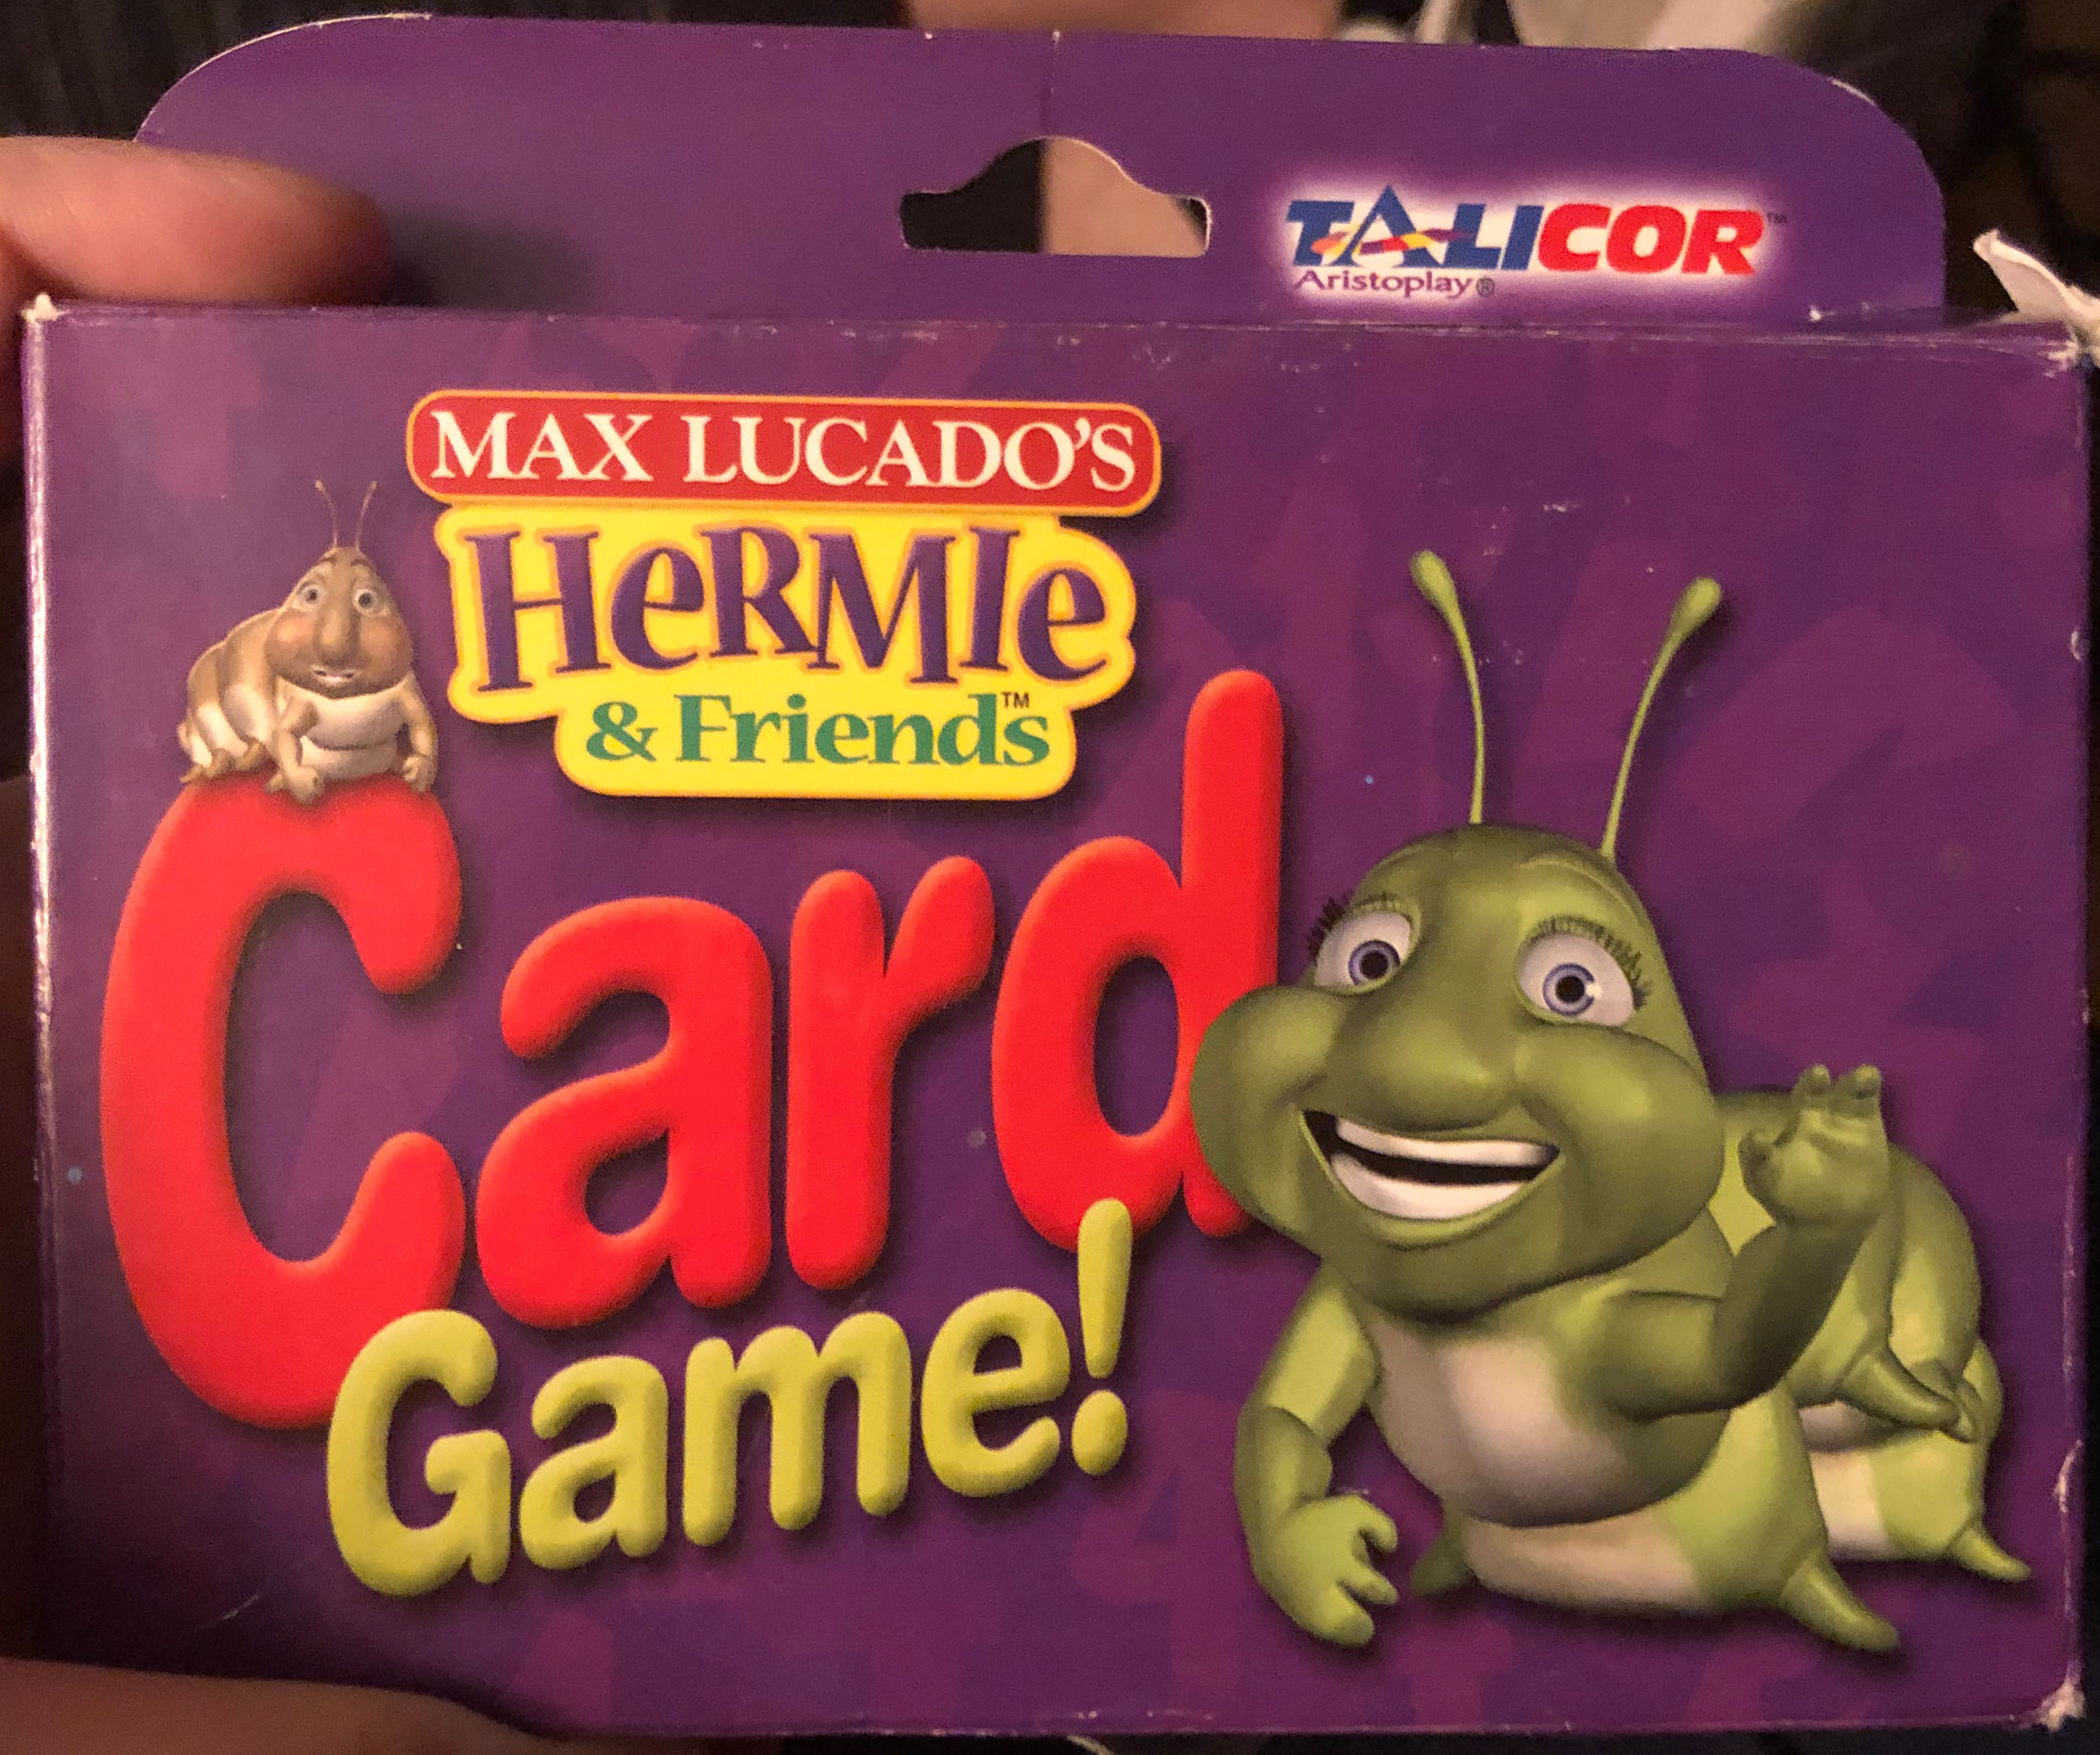 TALICOR™
Aristoplay®
MAX LUCADO'S
HeRMIe
& Friends™
Card
Game!